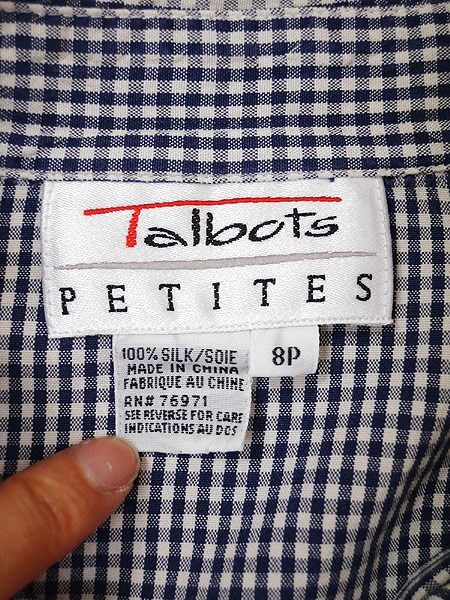 Talbots
PETITES
100% SILK/SOIE
MADE IN CHINA
FABRIQUE AU CHINE
RN# 76971
SEE REVERSE FOR CARE
INDICATIONS AU DOS
8P